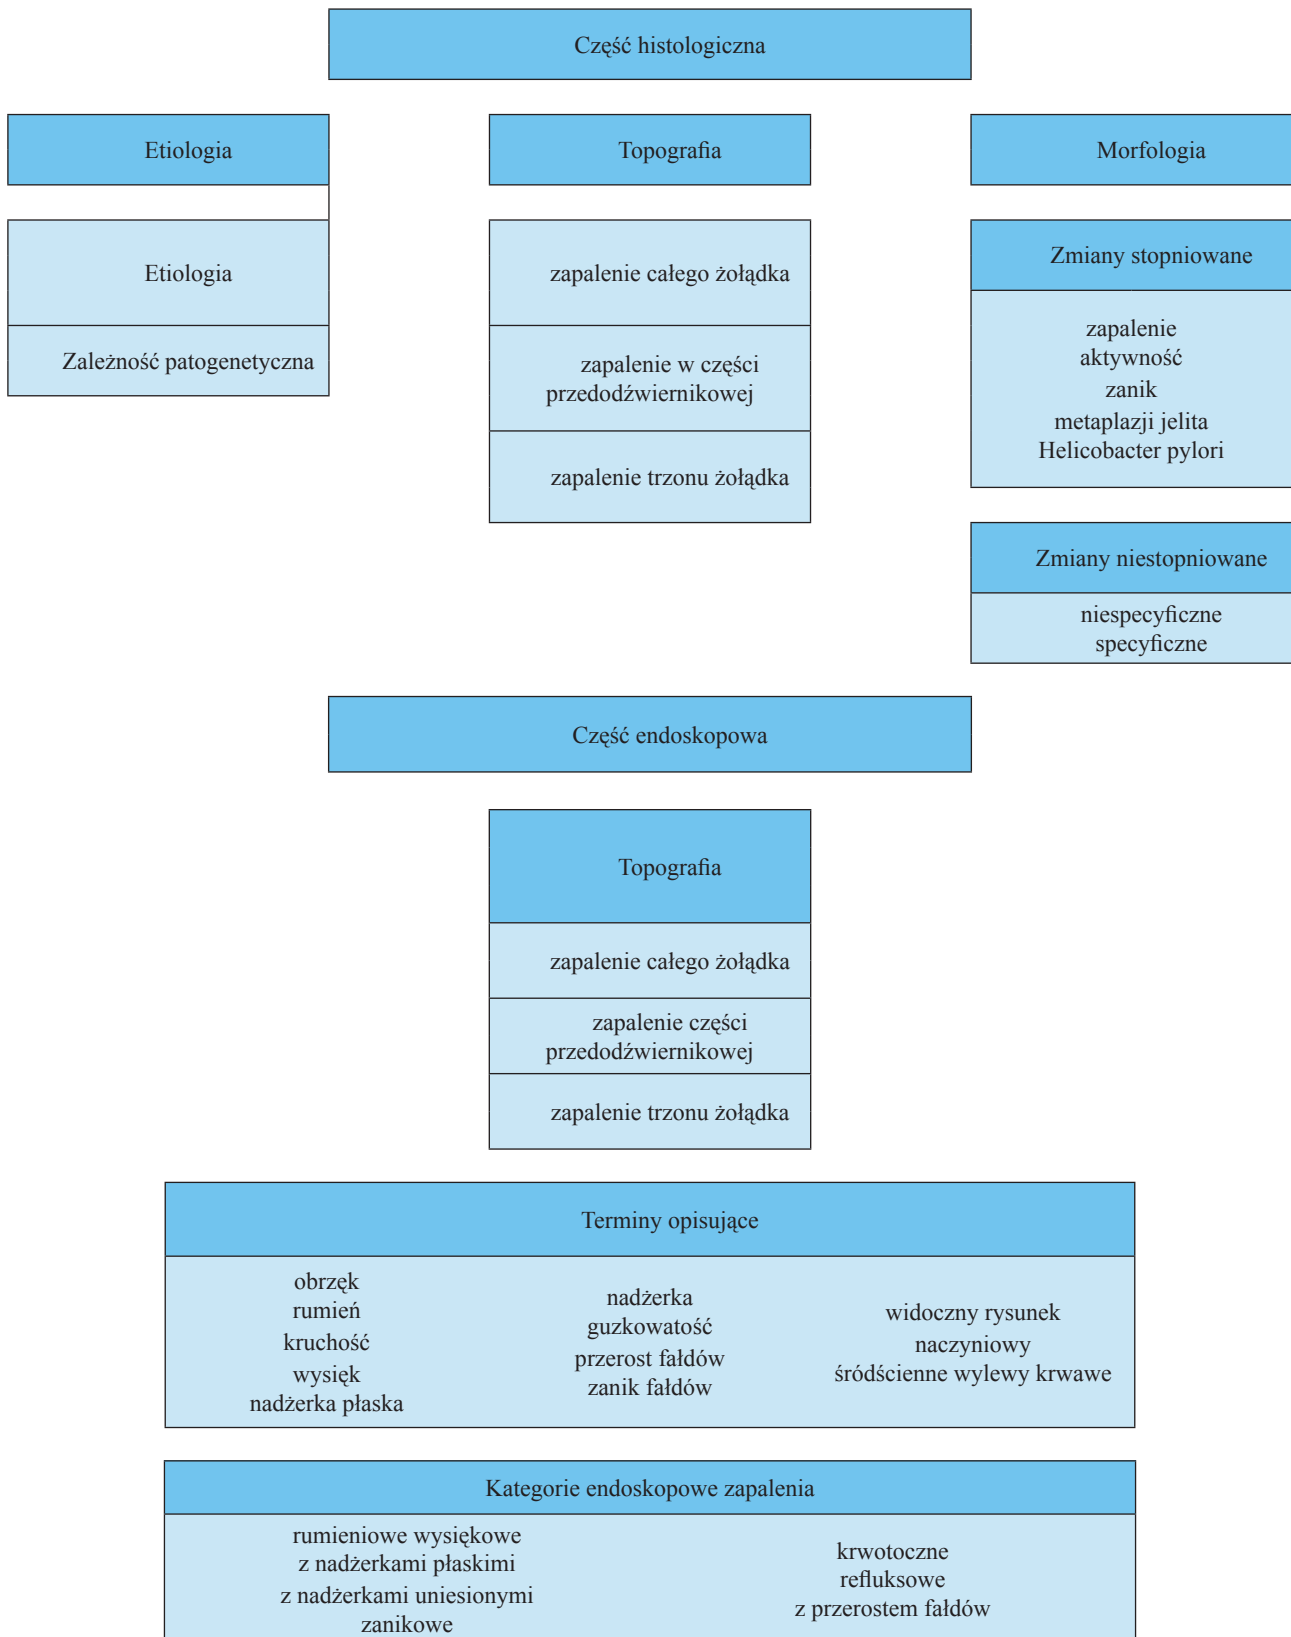 Część histologiczna
Etiologia
Topografia
Morfologia
Etiologia
Zależność patogenetyczna
zapalenie całego żołądka
zapalenie w części
przedodźwiernikowej
zapalenie trzonu żołądka
Zmiany stopniowane
zapalenie
aktywność
zanik
metaplazji jelita
Helicobacter pylori
Zmiany niestopniowane
niespecyficzne
specyficzne
Część endoskopowa
Topografia
zapalenie całego żołądka
zapalenie części
przedodźwiernikowej
zapalenie trzonu żołądka
Terminy opisujące
obrzęk
rumień
kruchość
wysięk
nadżerka płaska
nadżerka
guzkowatość
przerost fałdów
zanik fałdów
widoczny rysunek
naczyniowy
śródścienne wylewy krwawe
Kategorie endoskopowe zapalenia
rumieniowe wysiękowe
z nadżerkami płaskimi
z nadżerkami uniesionymi
zanikowe
krwotoczne
refluksowe
z przerostem fałdów